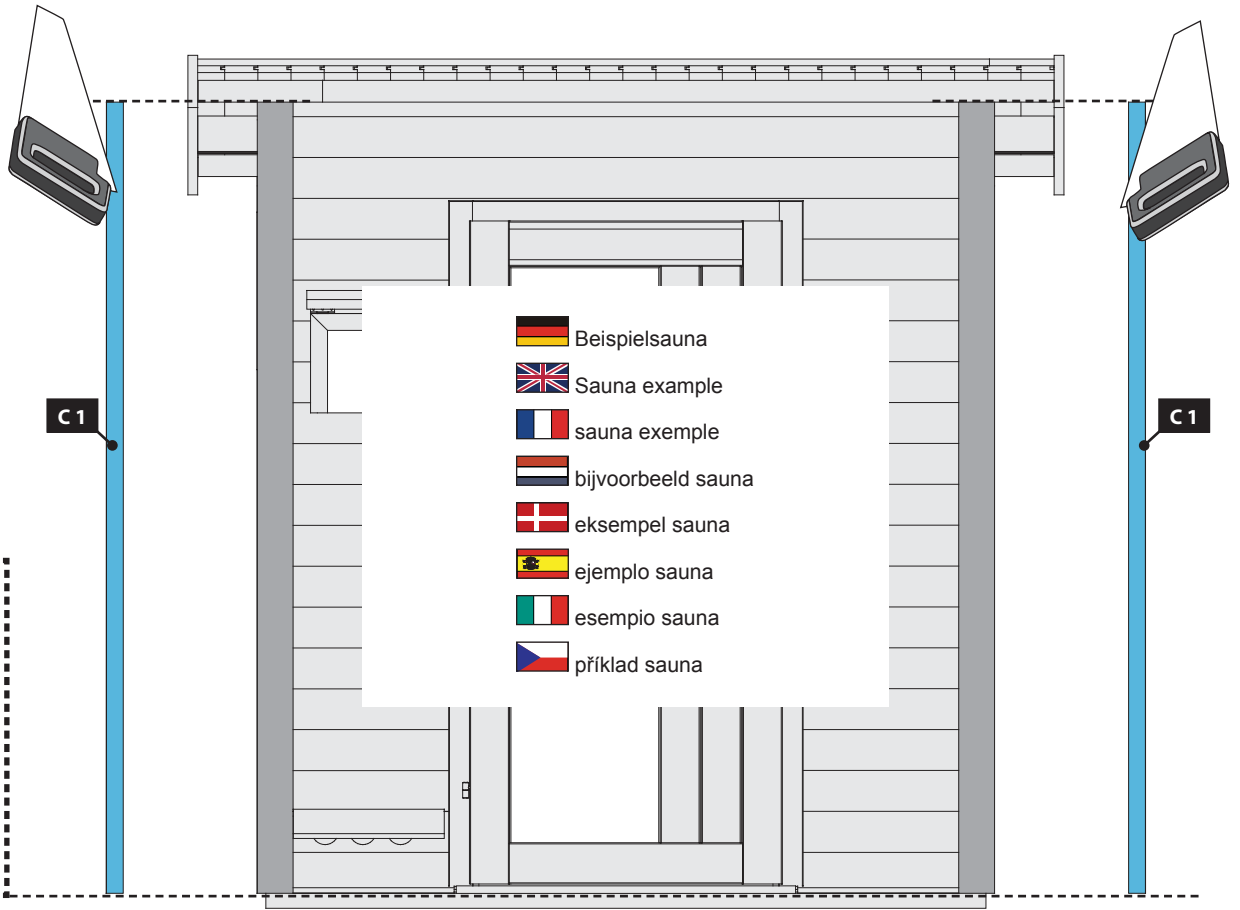 Beispielsauna
Sauna example
sauna exemple
C 1
C 1
bijvoorbeeld sauna
eksempel sauna
ejemplo sauna
esempio sauna
příklad sauna